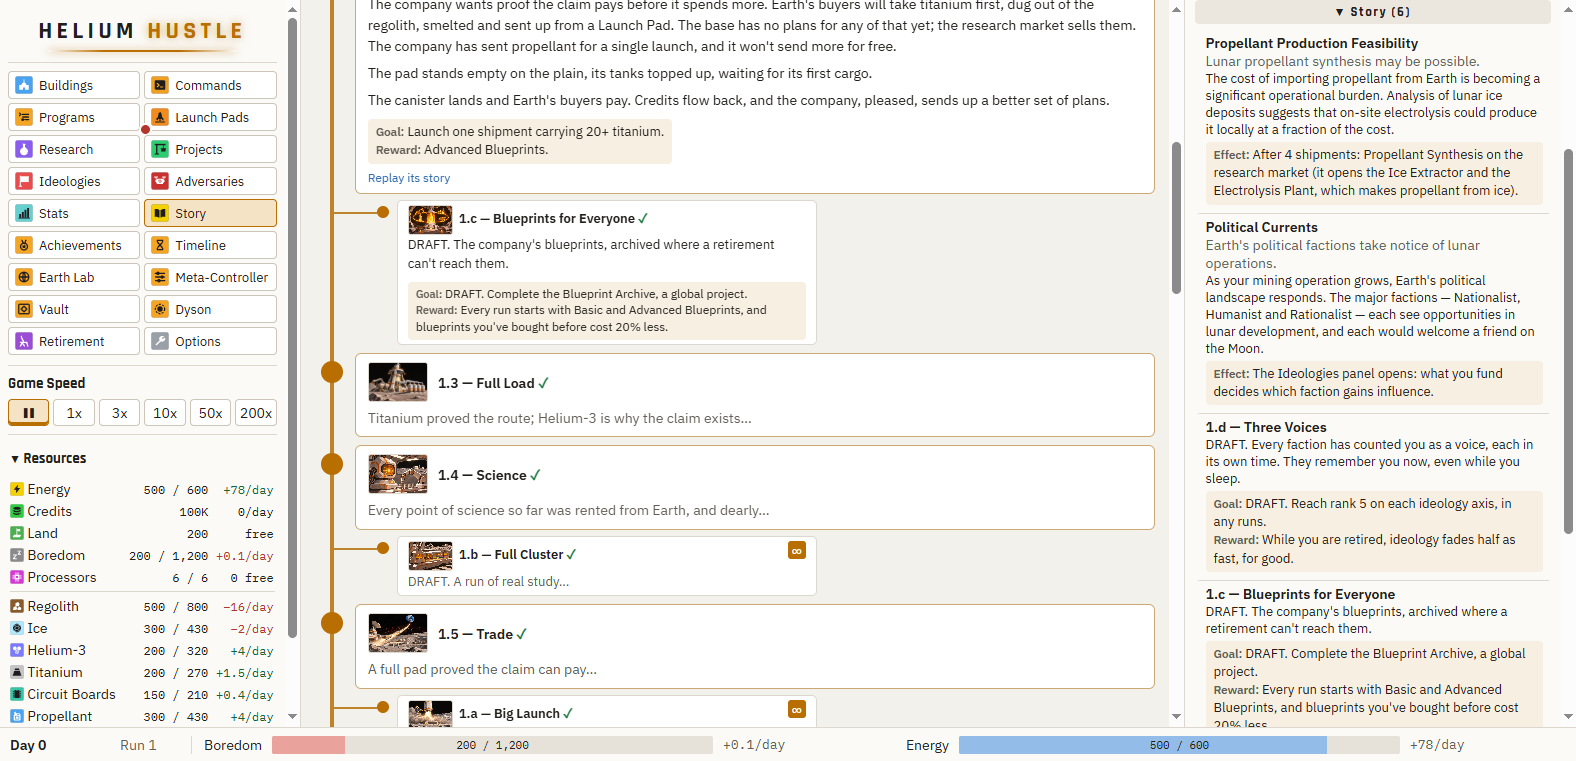 HELIUM HUSTLE
Buildings
Commands
Programs
Launch Pads
Research
Projects
Ideologies
Adversaries
Stats
Story
Achievements
Timeline
Earth Lab
Meta-Controller
Vault
Dyson
Retirement
Options
Game Speed
1x 3x 10x 50x 200x
▼ Resources
Energy 500 / 600 +78/day
Credits 100K 0/day
Land 200 free
Boredom 200 / 1,200 +0.1/day
Processors 6 / 6 0 free
Regolith 500 / 800 −16/day
Ice 300 / 430 −2/day
Helium-3 200 / 320 +4/day
Titanium 200 / 270 +1.5/day
Circuit Boards 150 / 210 +0.4/day
Propellant 300 / 430 +4/day
The company wants proof the claim pays before it spends more. Earth's buyers will take titanium first, dug out of the
regolith, smelted and sent up from a Launch Pad. The base has no plans for any of that yet; the research market sells them.
The company has sent propellant for a single launch, and it won't send more for free.
The pad stands empty on the plain, its tanks topped up, waiting for its first cargo.
The canister lands and Earth's buyers pay. Credits flow back, and the company, pleased, sends up a better set of plans.
Goal: Launch one shipment carrying 20+ titanium.
Reward: Advanced Blueprints.
Replay its story
1.c — Blueprints for Everyone ✓
DRAFT. The company's blueprints, archived where a retirement
can't reach them.
Goal: DRAFT. Complete the Blueprint Archive, a global project.
Reward: Every run starts with Basic and Advanced Blueprints, and
blueprints you've bought before cost 20% less.
1.3 — Full Load ✓
Titanium proved the route; Helium-3 is why the claim exists...
1.4 — Science ✓
Every point of science so far was rented from Earth, and dearly...
1.b — Full Cluster ✓
∞
DRAFT. A run of real study...
1.5 — Trade ✓
A full pad proved the claim can pay...
1.a — Big Launch ✓
∞
▼ Story (6)
Propellant Production Feasibility
Lunar propellant synthesis may be possible.
The cost of importing propellant from Earth is becoming a
significant operational burden. Analysis of lunar ice
deposits suggests that on-site electrolysis could produce
it locally at a fraction of the cost.
Effect: After 4 shipments: Propellant Synthesis on the
research market (it opens the Ice Extractor and the
Electrolysis Plant, which makes propellant from ice).
Political Currents
Earth's political factions take notice of lunar
operations.
As your mining operation grows, Earth's political
landscape responds. The major factions — Nationalist,
Humanist and Rationalist — each see opportunities in
lunar development, and each would welcome a friend on
the Moon.
Effect: The Ideologies panel opens: what you fund
decides which faction gains influence.
1.d — Three Voices
DRAFT. Every faction has counted you as a voice, each in
its own time. They remember you now, even while you
sleep.
Goal: DRAFT. Reach rank 5 on each ideology axis, in
any runs.
Reward: While you are retired, ideology fades half as
fast, for good.
1.c — Blueprints for Everyone
DRAFT. The company's blueprints, archived where a
retirement can't reach them.
Goal: DRAFT. Complete the Blueprint Archive, a global
project.
Reward: Every run starts with Basic and Advanced
Blueprints, and blueprints you've bought before cost
20% less.
Day 0
Run 1
Boredom 200 / 1,200 +0.1/day
Energy 500 / 600 +78/day